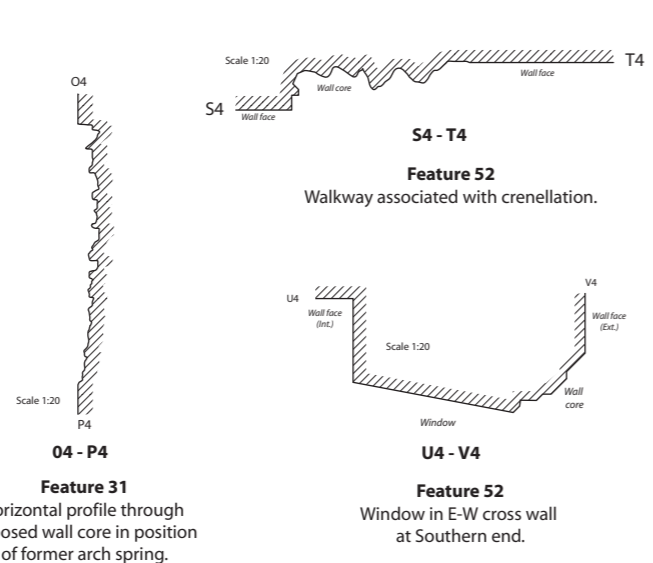 O4
Scale 1:20
P4
04 - P4
Feature 31
orizontal profile through
osed wall core in position
of former arch spring.
Scale 1:20
S4
Wall face
Wall core
Wall face
T4
S4 - T4
Feature 52
Walkway associated with crenellation.
U4
Wall face
(Int.)
Scale 1:20
V4
Wall face
(Ext.)
Wall
core
Window
U4 - V4
Feature 52
Window in E-W cross wall
at Southern end.